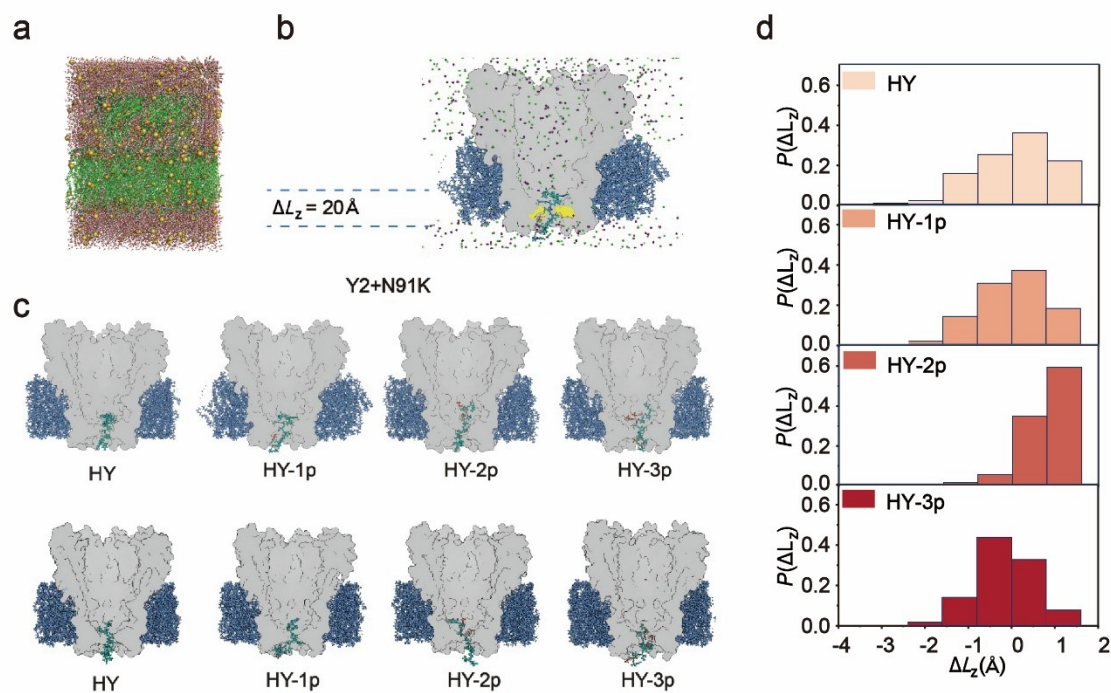 a
b
ΔLz = 20Å
Y2+N91K
c
HY
HY-1p
HY-2p
HY-3p
HY
HY-1p
HY-2p
HY-3p
d
0.6
HY
P(ΔLz)
0.4
0.2
0.0
0.6
HY-1p
P(ΔLz)
0.4
0.2
0.0
0.6
HY-2p
P(ΔLz)
0.4
0.2
0.0
0.6
HY-3p
P(ΔLz)
0.4
0.2
0.0
-4 -3 -2 -1 0 1 2
ΔLz(Å)